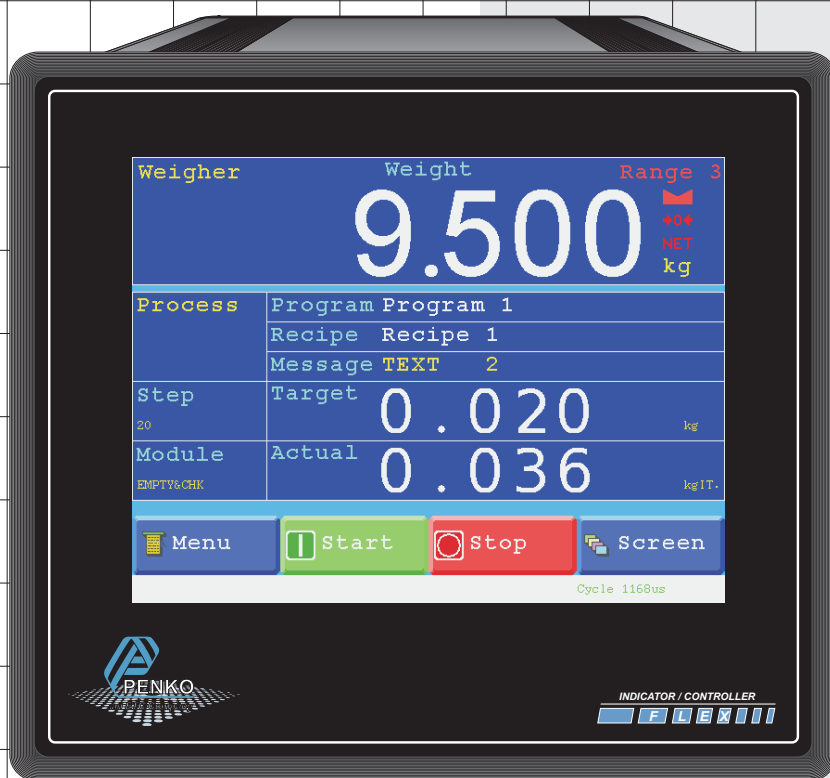 Weigher Weight Range 3
9.500
→0←
NET
kg
Process Program Program 1
Recipe Recipe 1
Message TEXT 2
Step Target 0.020 kg
20
Module Actual 0.036 kgIT.
EMPTY&CHK
Menu Start Stop Screen
Cycle 1168us
PENKO
INDICATOR / CONTROLLER
FLEX